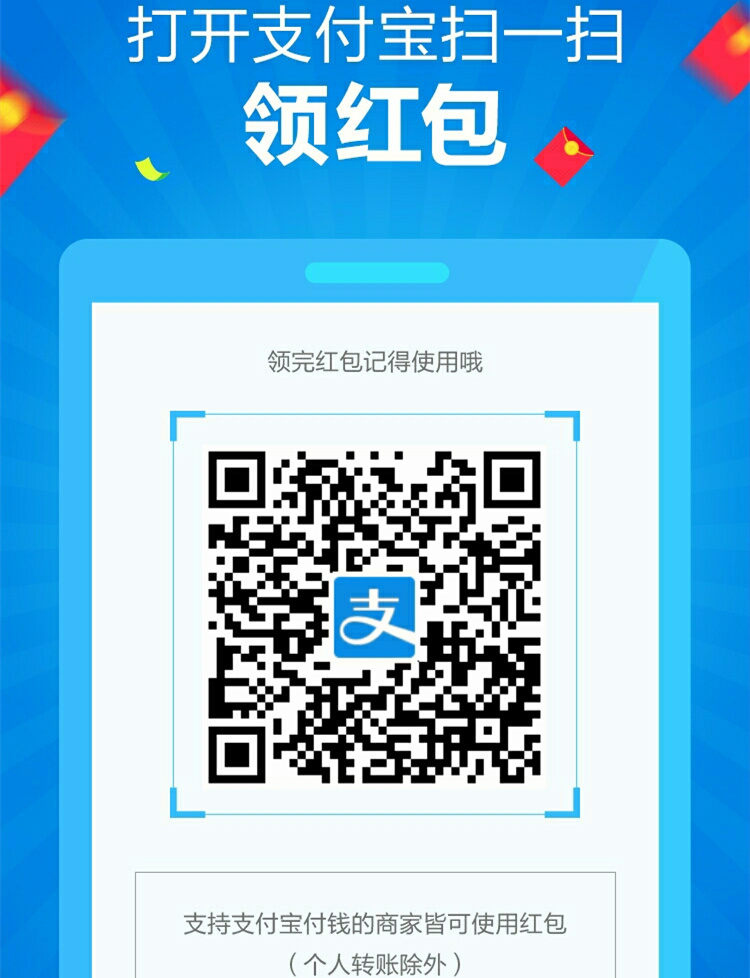 打开支付宝扫一扫
领红包
领完红包记得使用哦
支
支持支付宝付钱的商家皆可使用红包
（个人转账除外）